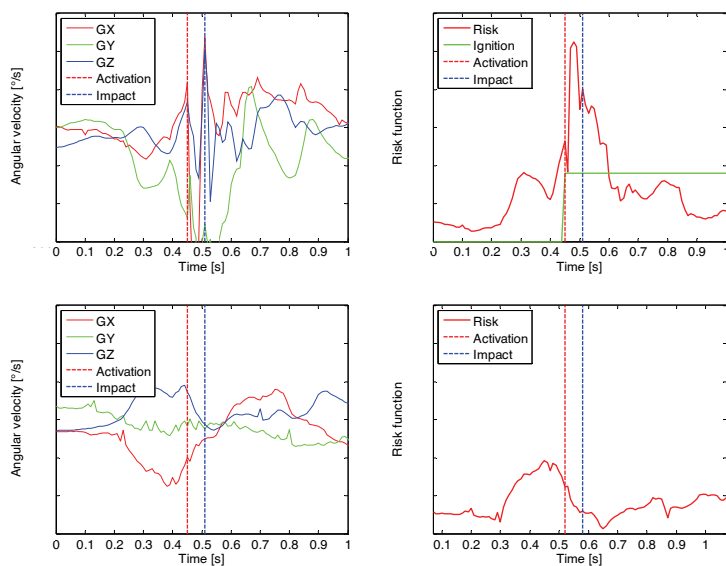 GX
GY
GZ
Activation
Impact
Angular velocity [°/s]
0 0.1 0.2 0.3 0.4 0.5 0.6 0.7 0.8 0.9 1
Time [s]
Risk
Ignition
Activation
Impact
Risk function
0.1 0.2 0.3 0.4 0.5 0.6 0.7 0.8 0.9 1
Time [s]
GX
GY
GZ
Activation
Impact
Angular velocity [°/s]
0 0.1 0.2 0.3 0.4 0.5 0.6 0.7 0.8 0.9 1
Time [s]
Risk
Activation
Impact
Risk function
0.1 0.2 0.3 0.4 0.5 0.6 0.7 0.8 0.9 1
Time [s]